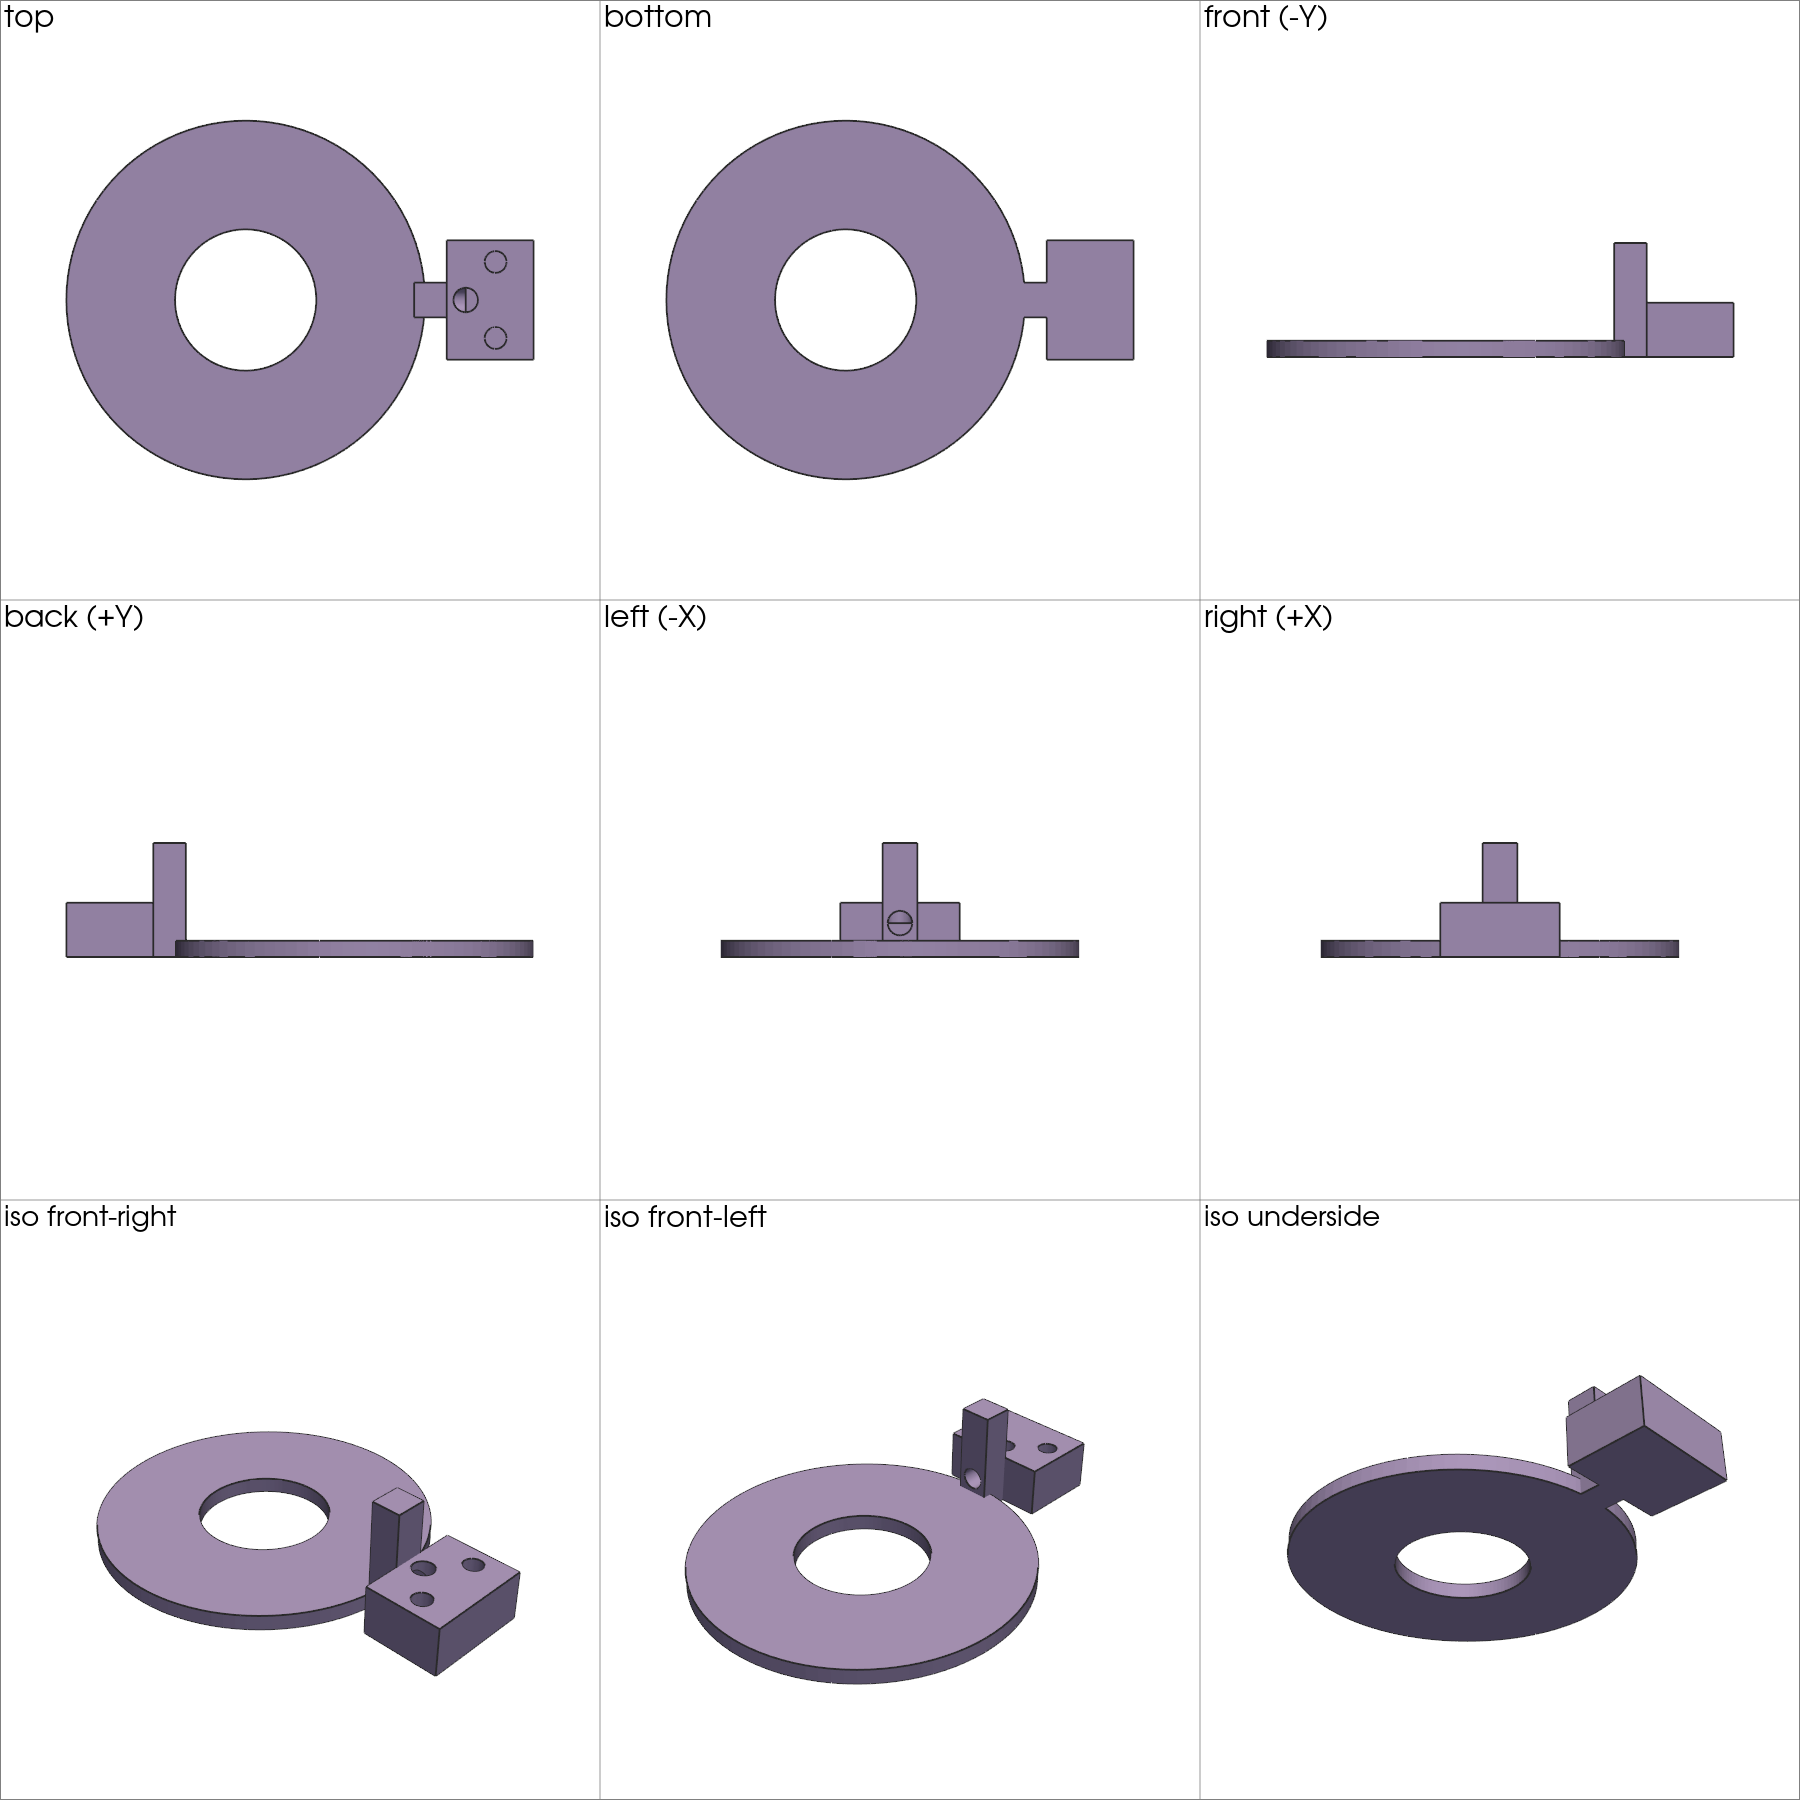 top
bottom
front (-Y)
back (+Y)
left (-X)
right (+X)
iso front-right
iso front-left
iso underside